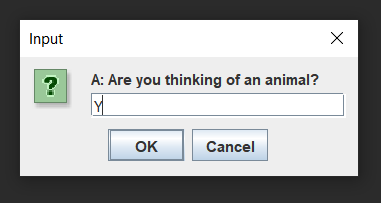 Input
A: Are you thinking of an animal?
Y
OK
Cancel